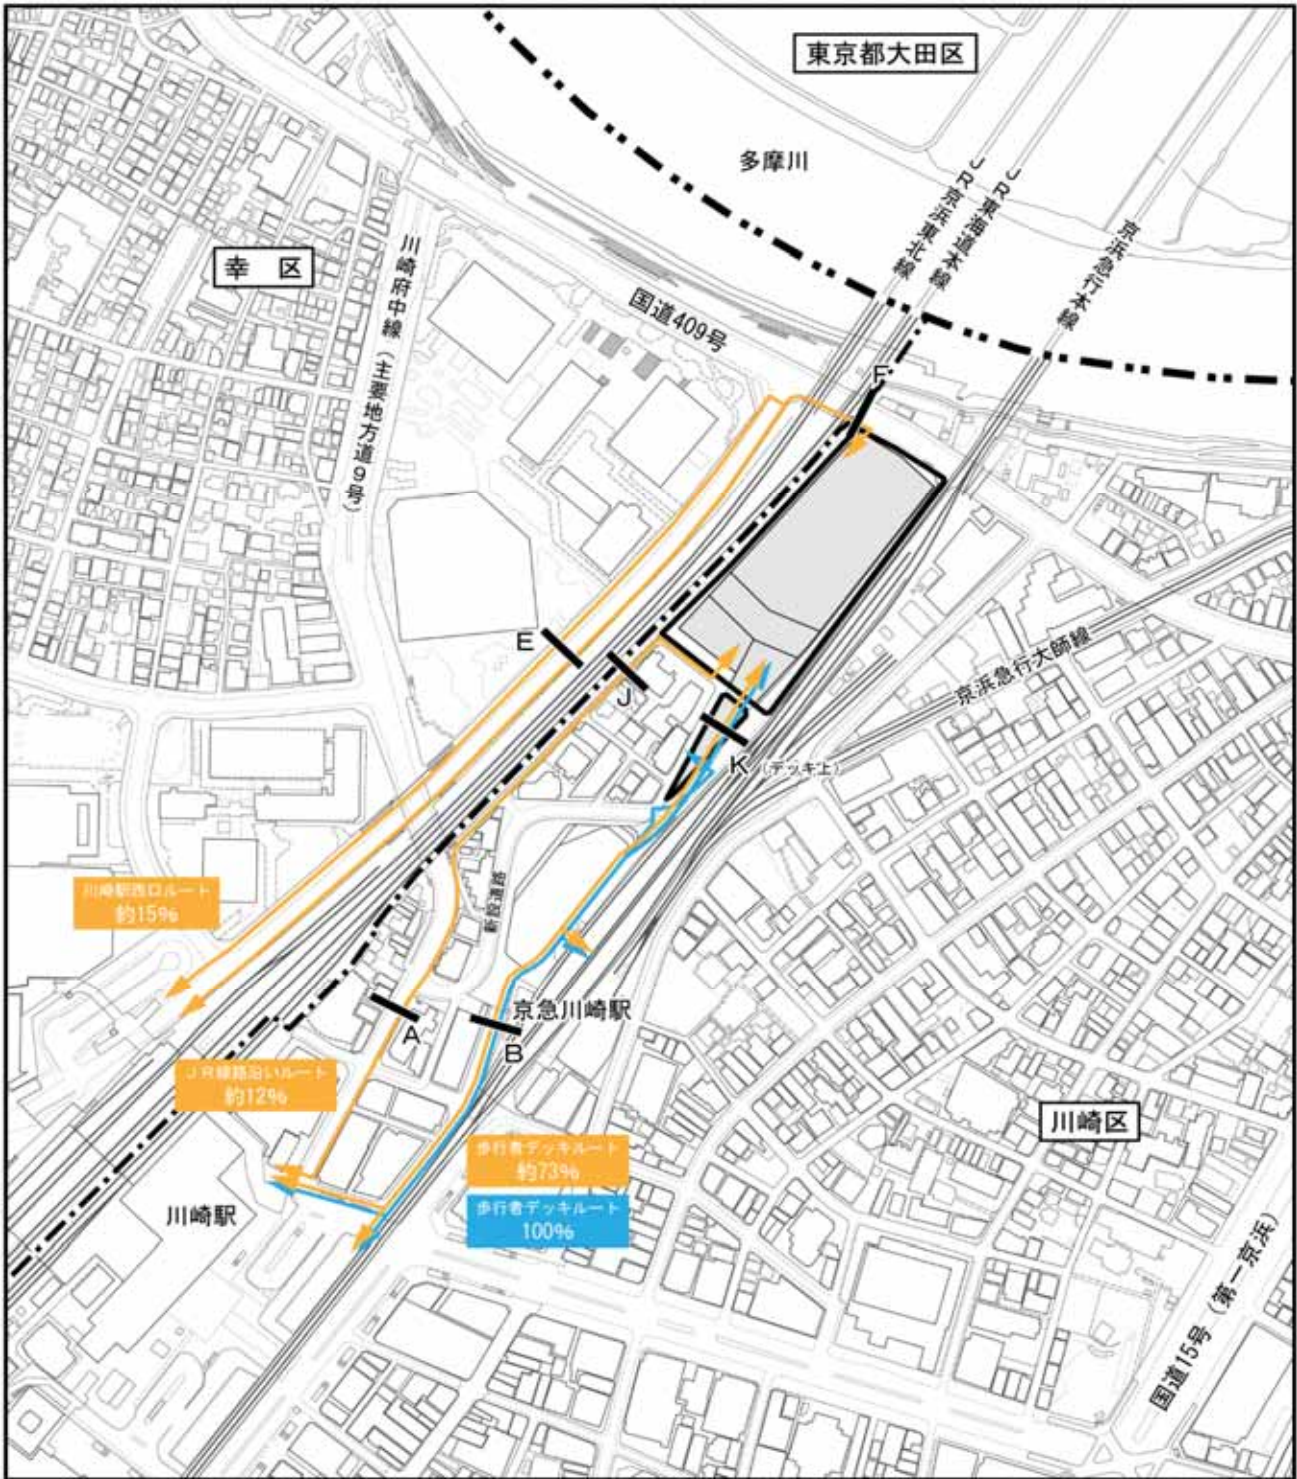 東京都大田区
多摩川
JR京浜東北線
JR東海道本線
京浜急行本線
幸 区
川崎府中線（主要地方道9号）
国道409号
F
E
J
京浜急行大師線
K（デッキ上）
川崎駅西口ルート
約15%
新設道路
京急川崎駅
A
B
JR線路沿いルート
約12%
川崎区
歩行者デッキルート
約73%
歩行者デッキルート
100%
川崎駅
国道15号（第一京浜）